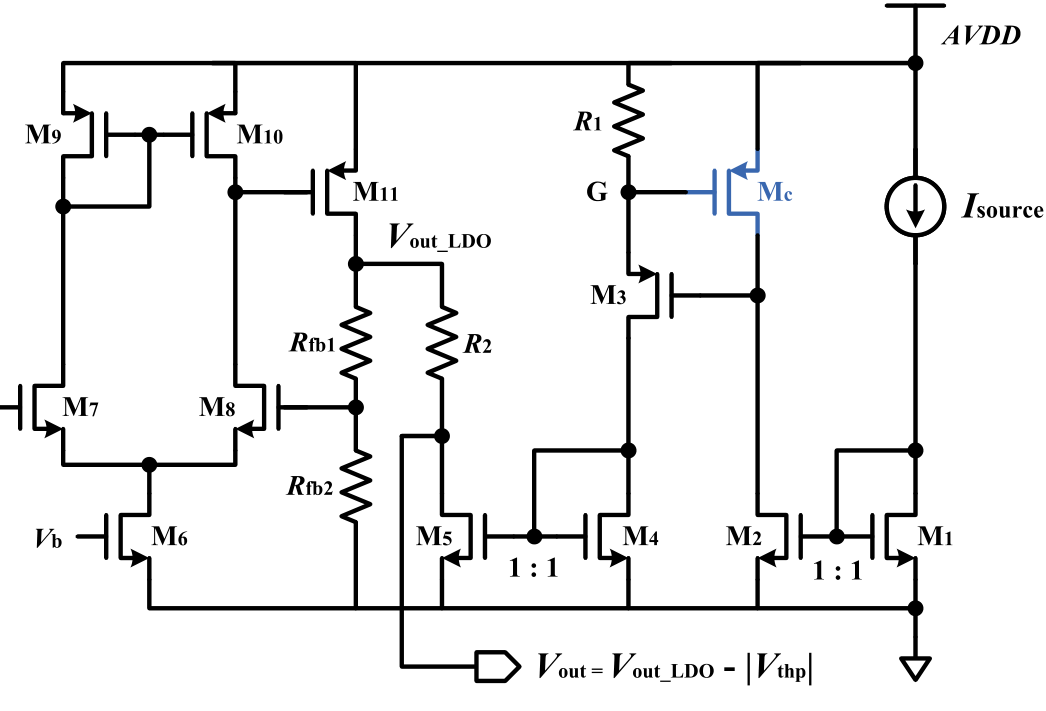 AVDD
M9
M10
R1
M11
G
Mc
Isource
Vout_LDO
M3
Rfb1
R2
M7
M8
Rfb2
Vb
M6
M5
M4
M2
M1
1 : 1
1 : 1
Vout = Vout_LDO - |Vthp|